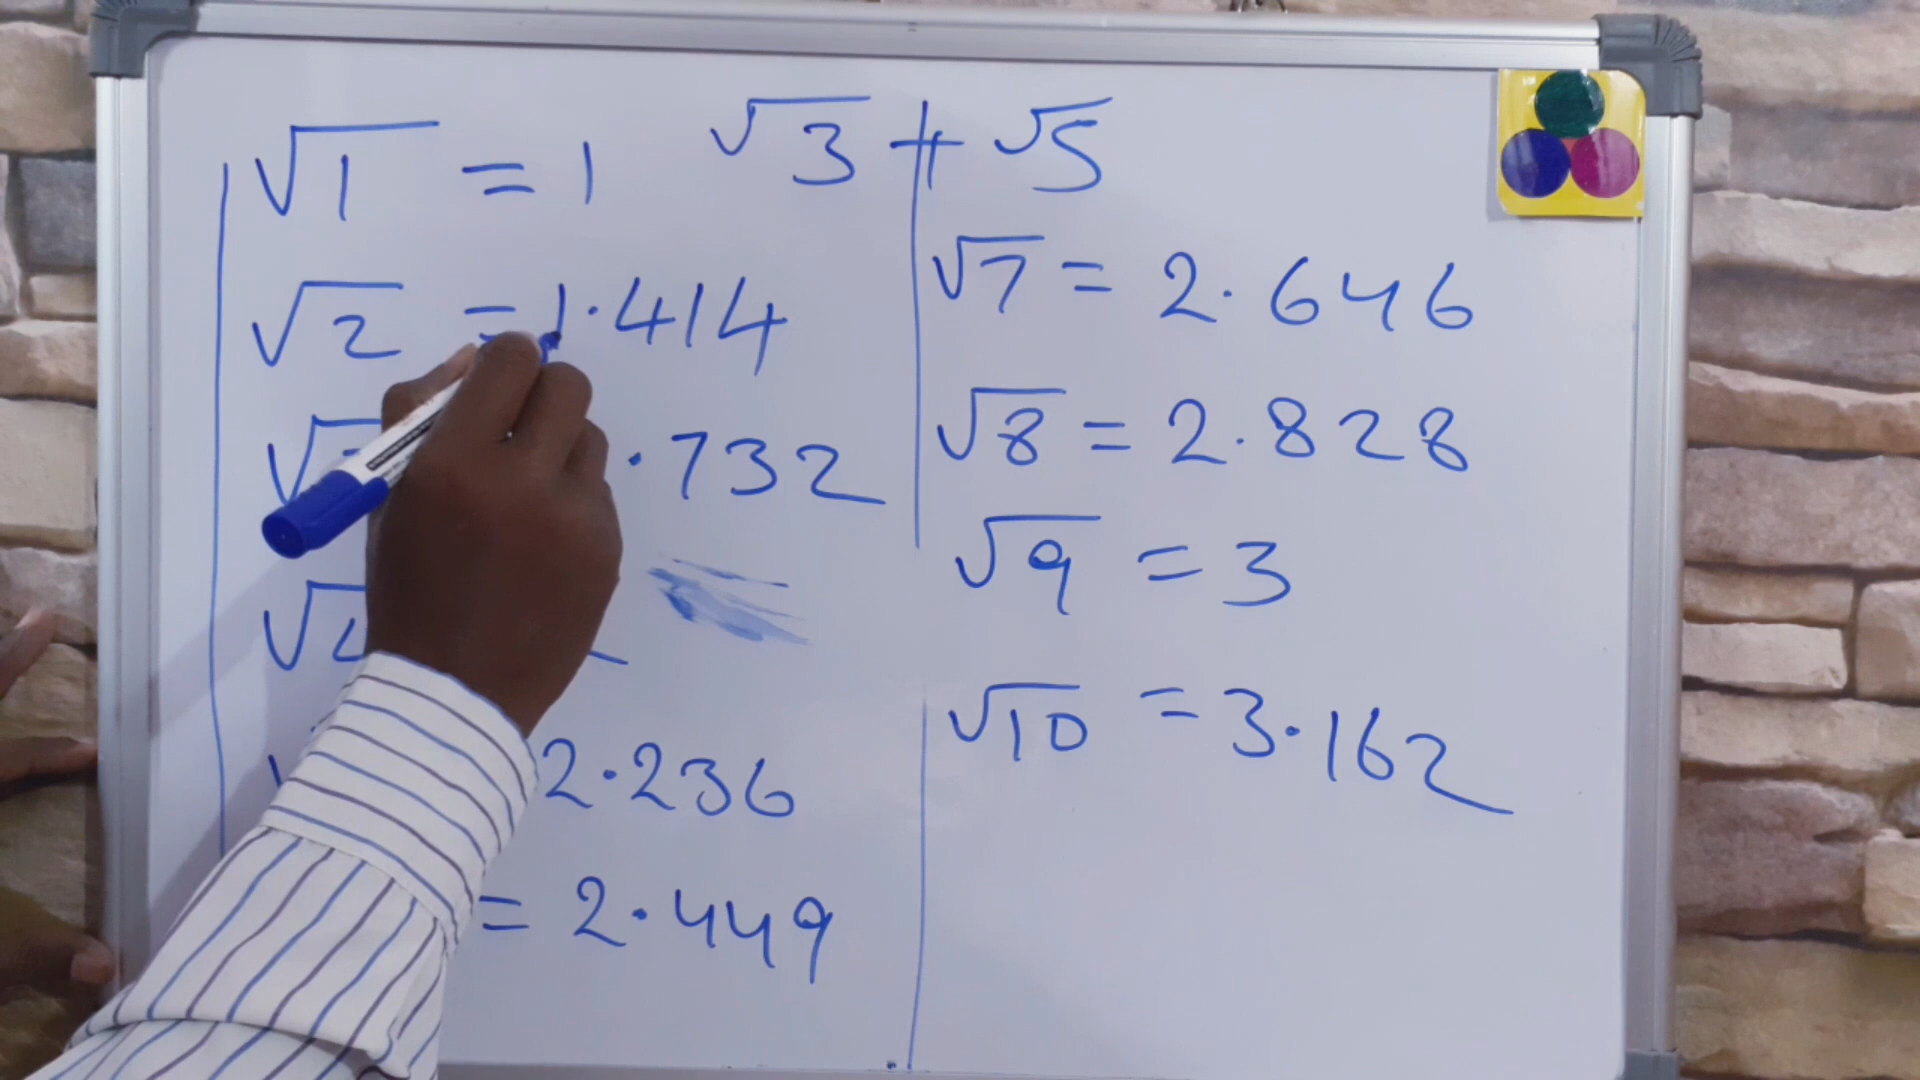 √1 = 1
√3 + √5
√2 = 1.414
.732
√
2.236
= 2.449
√7 = 2.646
√8 = 2.828
√9 = 3
√10 = 3.162